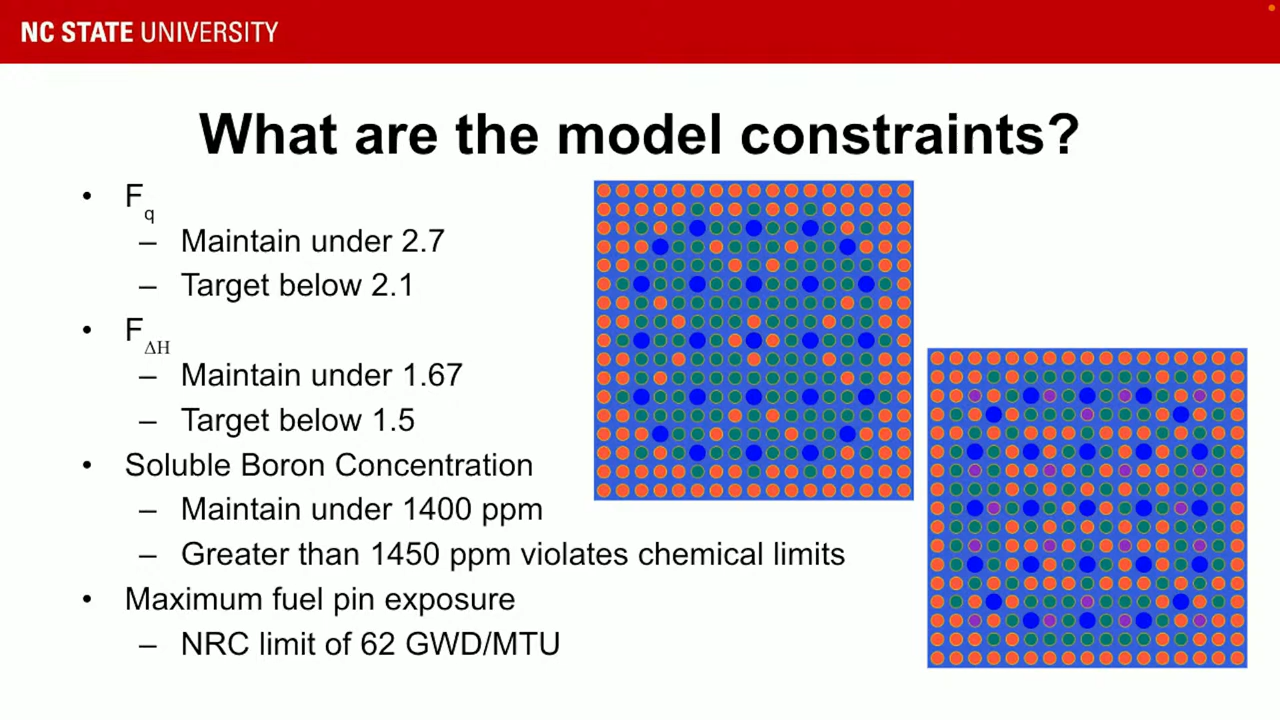 NC STATE UNIVERSITY
What are the model constraints?
• Fq
– Maintain under 2.7
– Target below 2.1
• FΔH
– Maintain under 1.67
– Target below 1.5
• Soluble Boron Concentration
– Maintain under 1400 ppm
– Greater than 1450 ppm violates chemical limits
• Maximum fuel pin exposure
– NRC limit of 62 GWD/MTU